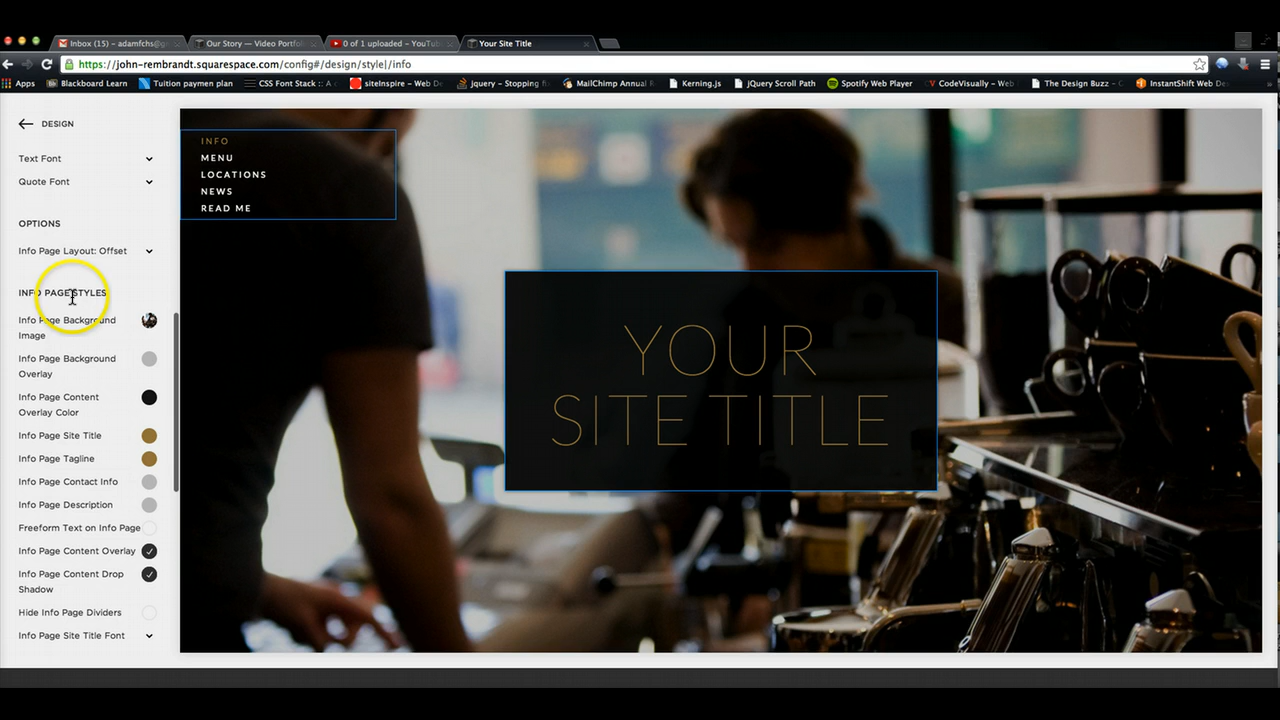 Inbox (15) – adamfchs@
Our Story — Video Portfol
0 of 1 uploaded - YouTub
Your Site Title
https://john-rembrandt.squarespace.com/config#/design/style|/info
Apps
Blackboard Learn
Tuition paymen plan
CSS Font Stack :: A
siteInspire – Web De
jquery – Stopping fi
MailChimp Annual R
Kerning.js
jQuery Scroll Path
Spotify Web Player
CodeVisually – Web
The Design Buzz –
InstantShift Web De
DESIGN
Text Font
Quote Font
OPTIONS
Info Page Layout: Offset
INFO PAGE STYLES
Info Page Background
Image
Info Page Background
Overlay
Info Page Content
Overlay Color
Info Page Site Title
Info Page Tagline
Info Page Contact Info
Info Page Description
Freeform Text on Info Page
Info Page Content Overlay
Info Page Content Drop
Shadow
Hide Info Page Dividers
Info Page Site Title Font
INFO
MENU
LOCATIONS
NEWS
READ ME
YOUR
SITE TITLE